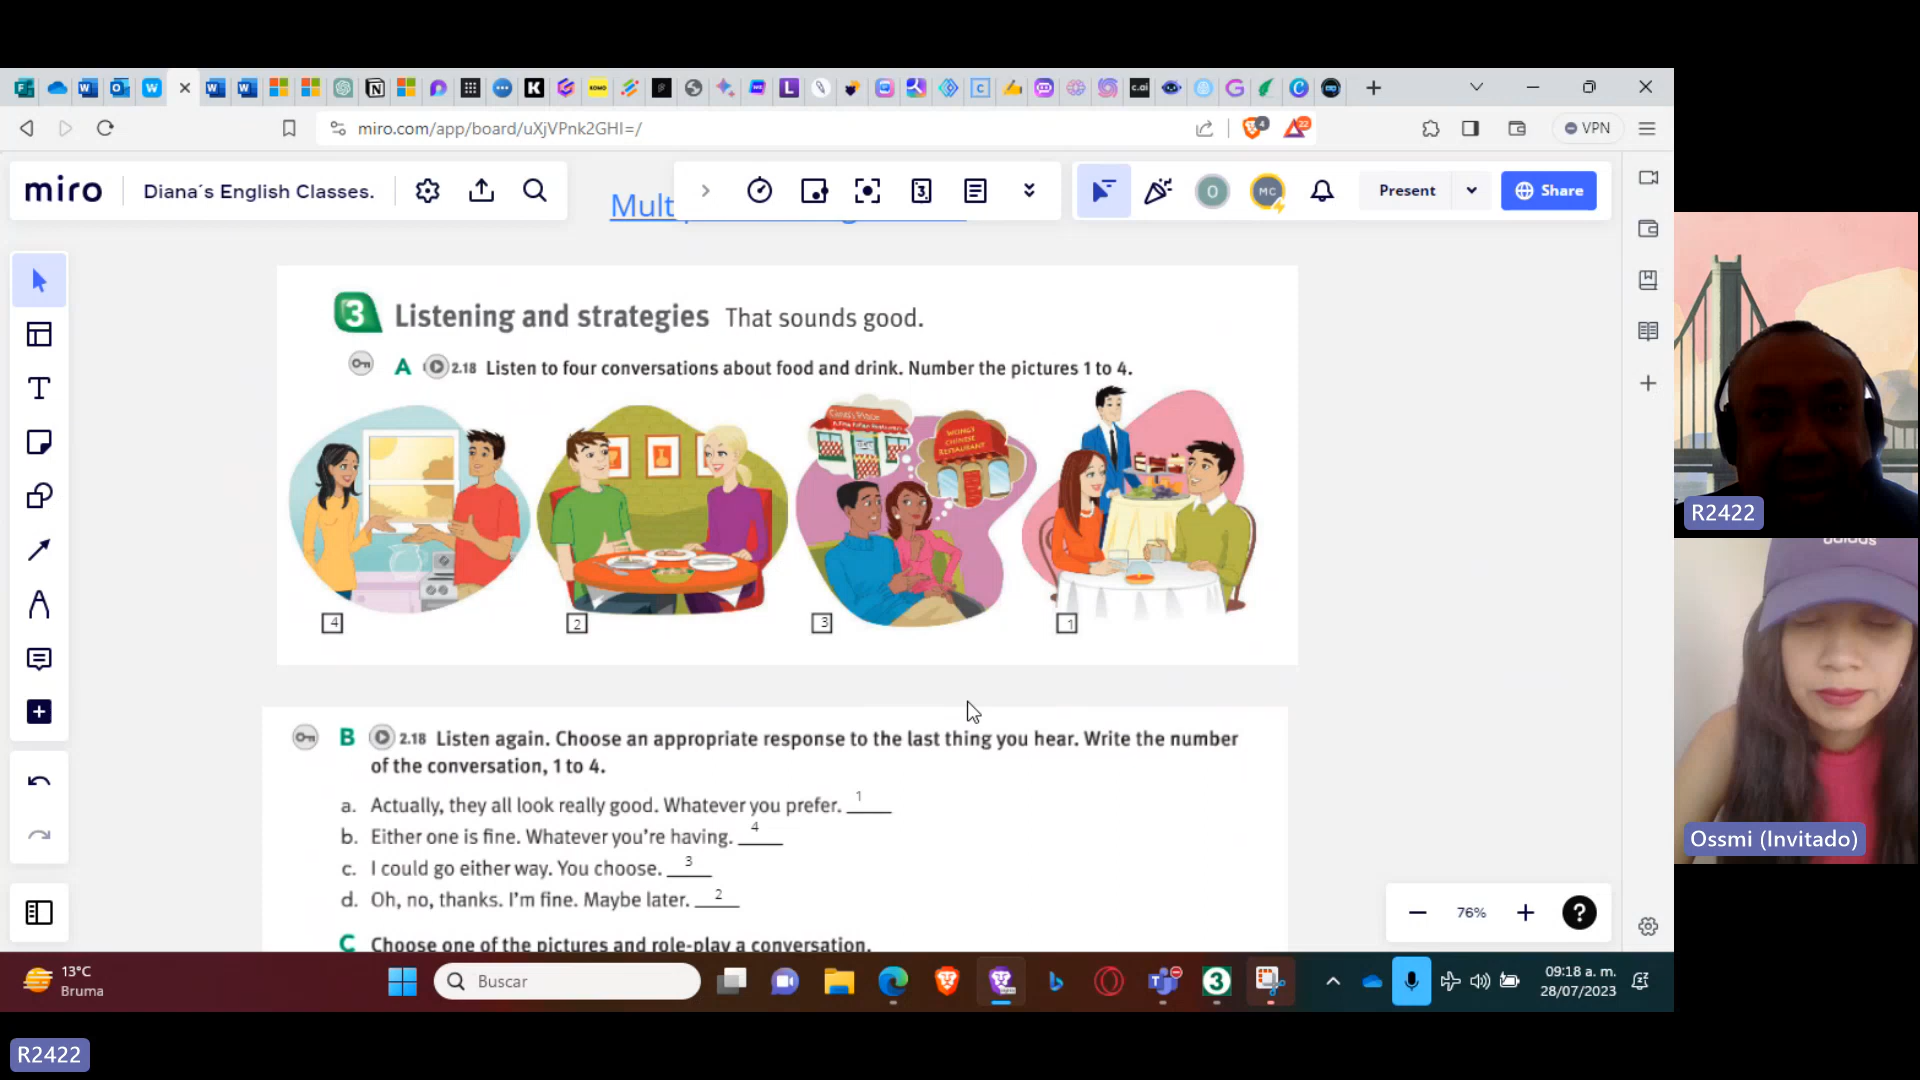 miro.com/app/board/uXjVPnk2GHI=/
VPN
miro
Diana´s English Classes.
MC
Present
Share
3 Listening and strategies That sounds good.
A 2.18 Listen to four conversations about food and drink. Number the pictures 1 to 4.
WONG'S
CHINESE
RESTAURANT
4
2
3
1
B 2.18 Listen again. Choose an appropriate response to the last thing you hear. Write the number
of the conversation, 1 to 4.
a. Actually, they all look really good. Whatever you prefer. 1
b. Either one is fine. Whatever you're having. 4
c. I could go either way. You choose. 3
d. Oh, no, thanks. I'm fine. Maybe later. 2
C Choose one of the pictures and role-play a conversation.
76%
13°C
Bruma
Buscar
09:18 a. m.
28/07/2023
R2422
adidas
Ossmi (Invitado)
R2422